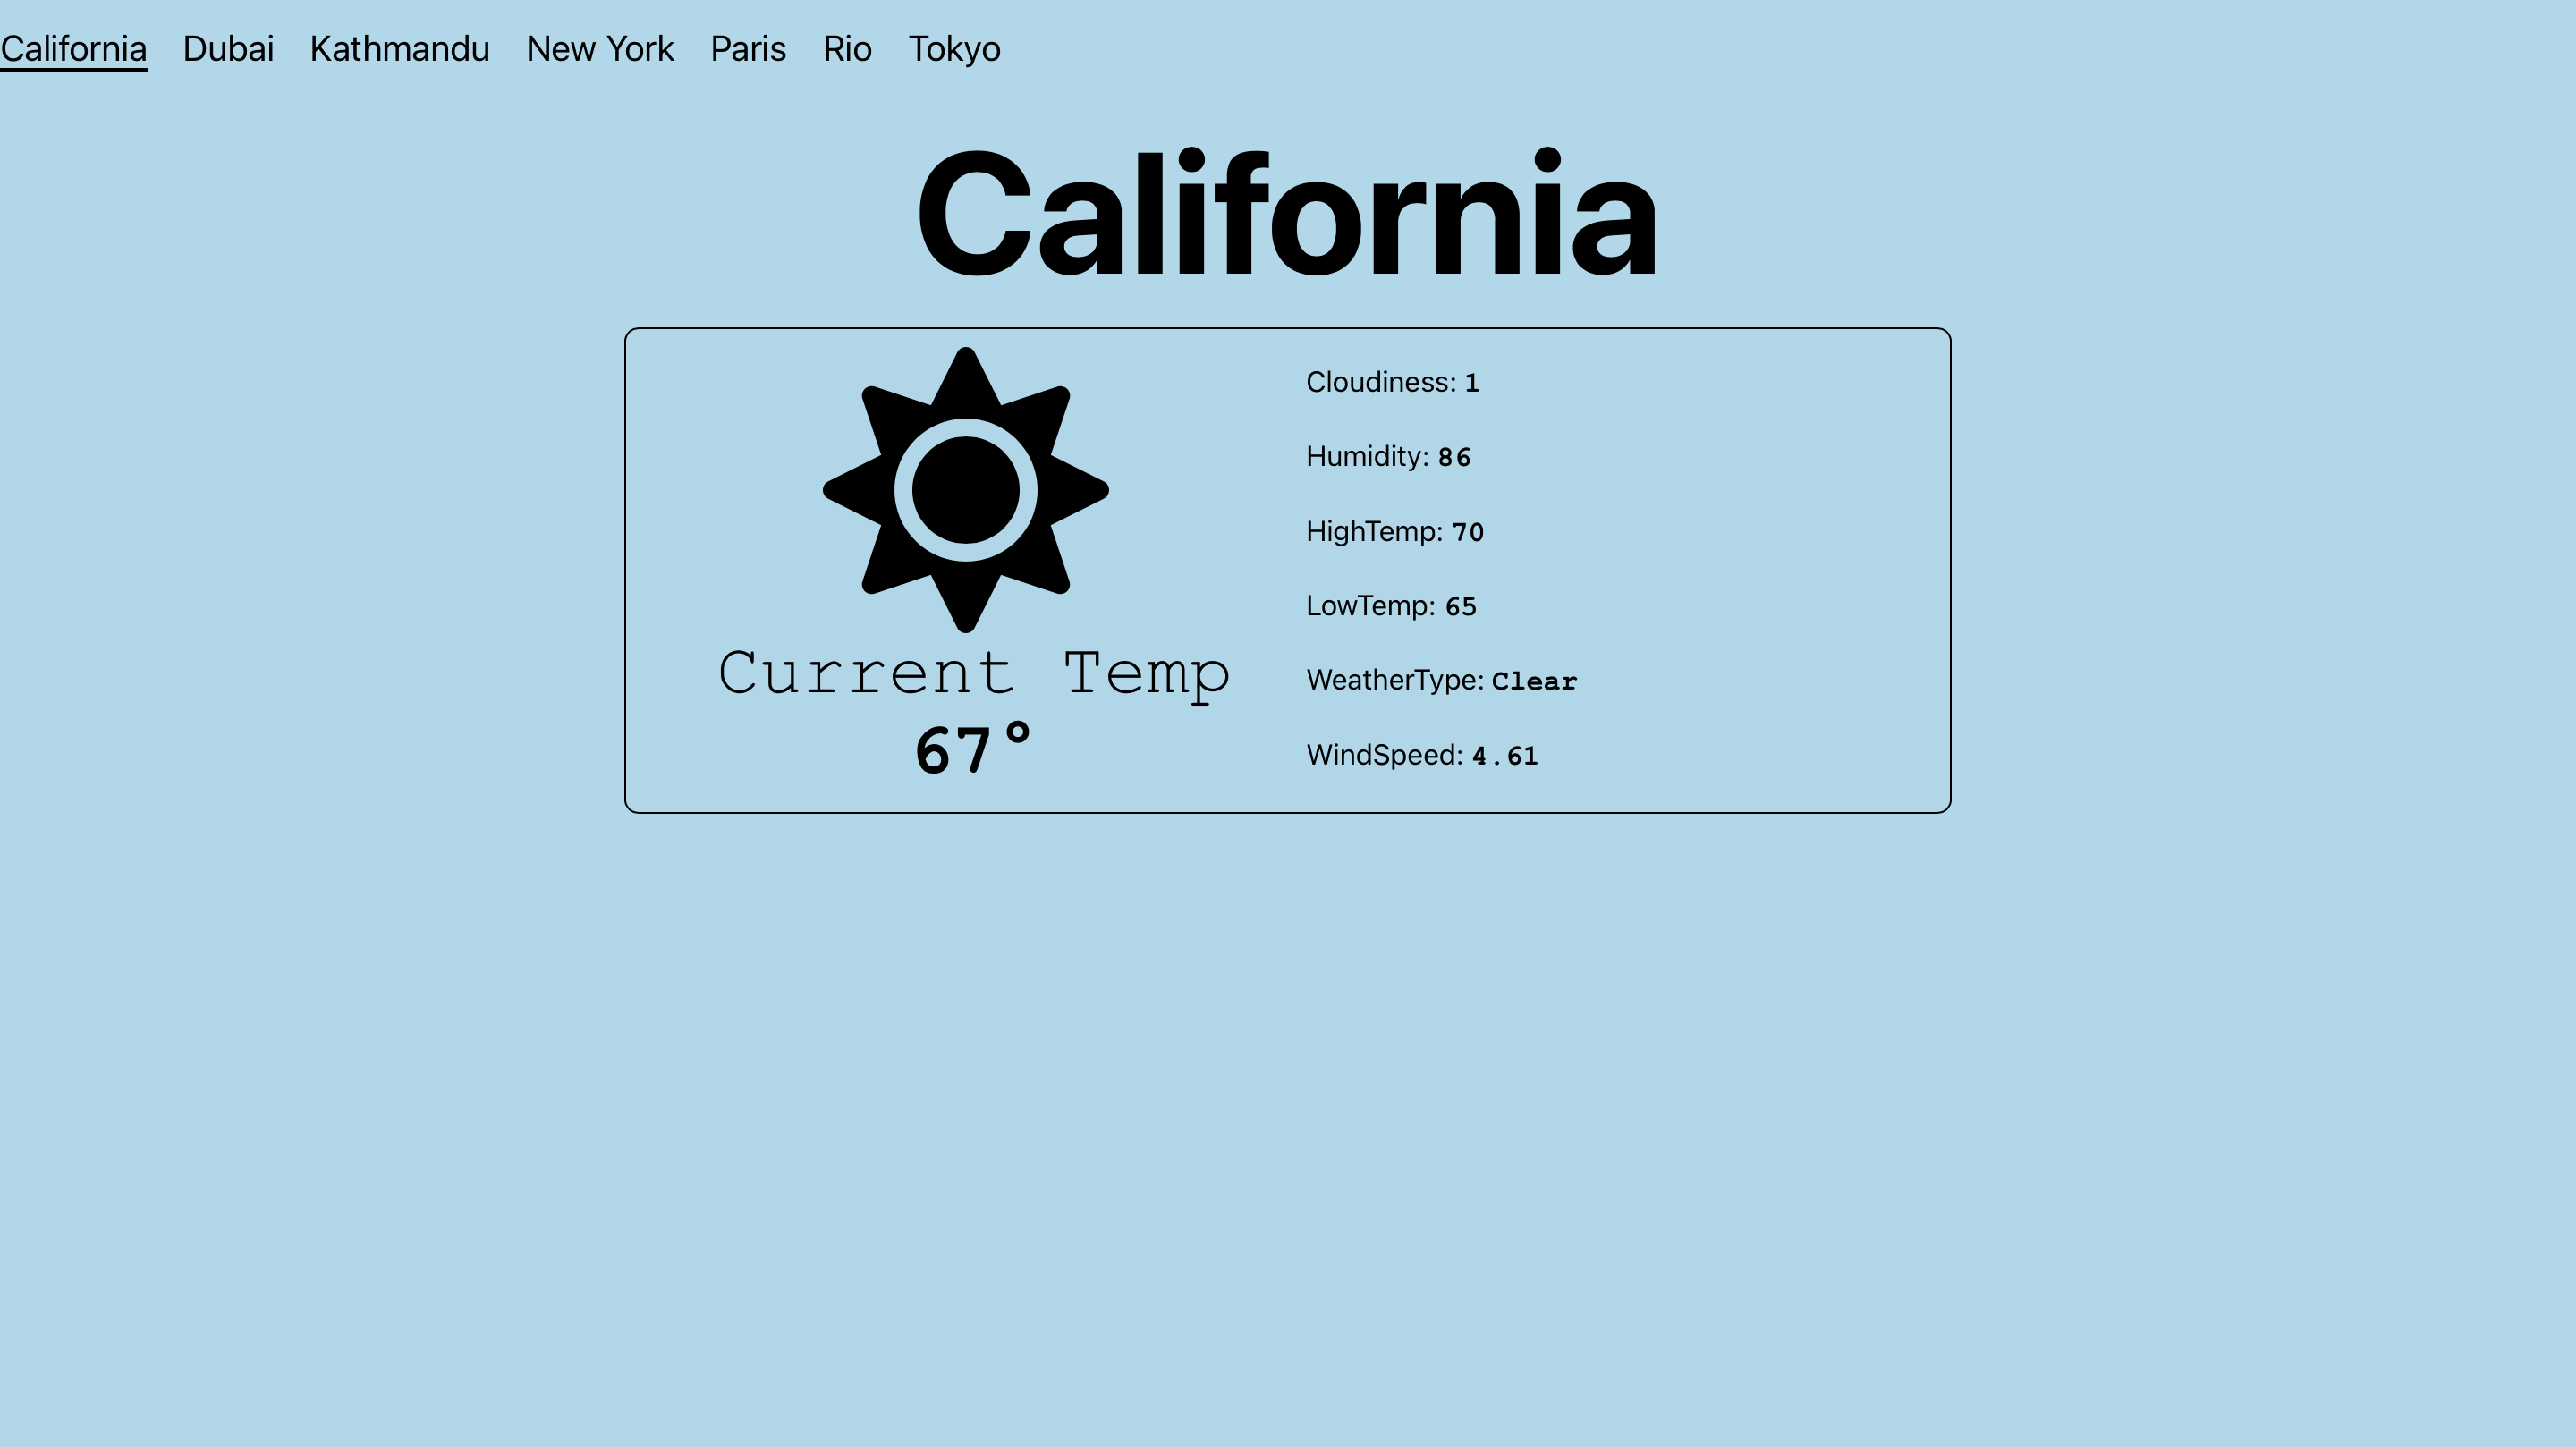 California Dubai Kathmandu New York Paris Rio Tokyo
California
Current Temp
67°
Cloudiness: 1
Humidity: 86
HighTemp: 70
LowTemp: 65
WeatherType: Clear
WindSpeed: 4.61